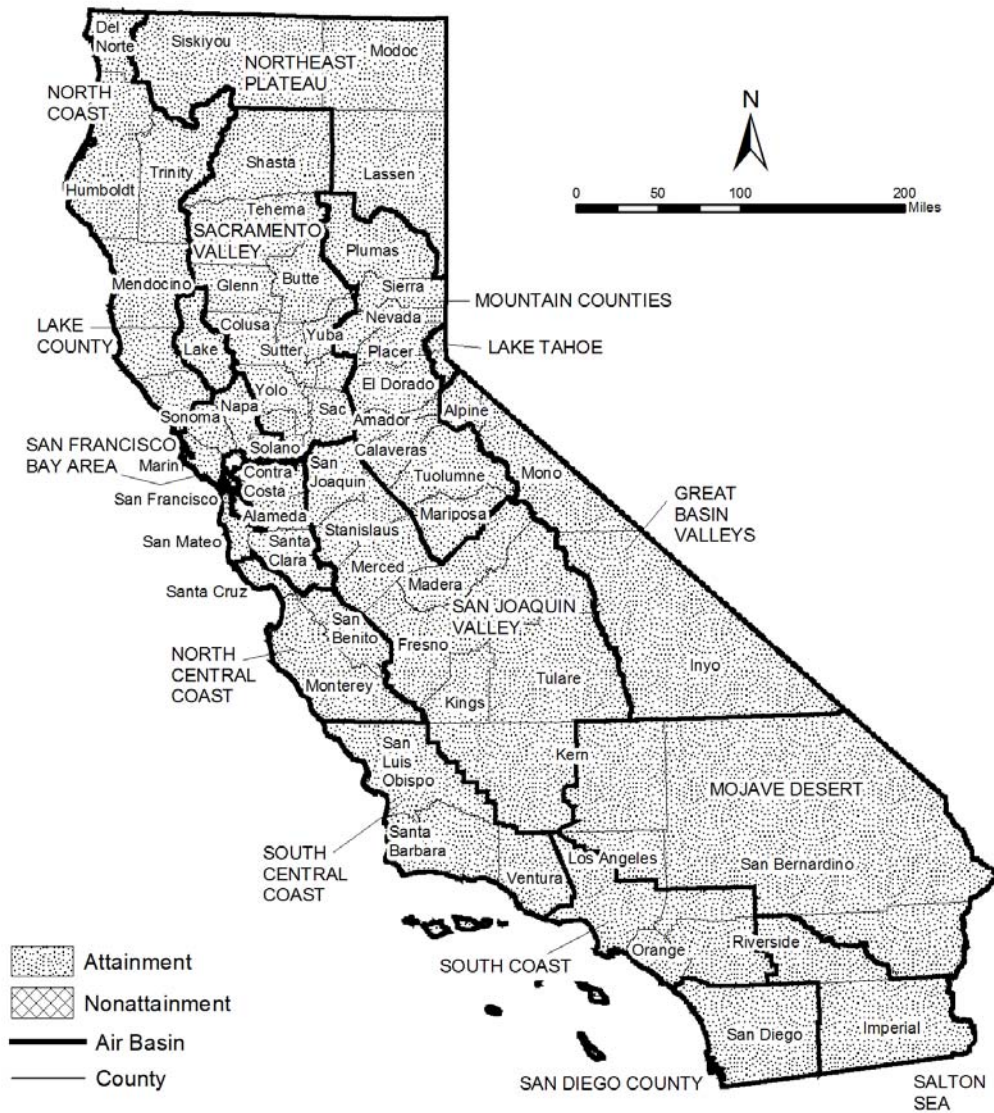 Del
Norte
Siskiyou
Modoc
NORTHEAST
PLATEAU
NORTH
COAST
N
Shasta
Trinity
Lassen
Humboldt
0 50 100 200
Miles
Tehema
SACRAMENTO
VALLEY
Plumas
Butte
Mendocino
Glenn
Sierra
MOUNTAIN COUNTIES
Nevada
LAKE
COUNTY
Colusa
Yuba
Lake
Sutter
Placer
LAKE TAHOE
El Dorado
Yolo
Napa
Sac
Alpine
Sonoma
Amador
SAN FRANCISCO
BAY AREA
Solano
Calaveras
Marin
Contra
Costa
San
Joaquin
Tuolumne
Mono
San Francisco
GREAT
BASIN
VALLEYS
Alameda
Mariposa
Stanislaus
San Mateo
Santa
Clara
Merced
Madera
Santa Cruz
SAN JOAQUIN
VALLEY
San
Benito
Fresno
NORTH
CENTRAL
COAST
Inyo
Tulare
Monterey
Kings
San
Luis
Obispo
Kern
MOJAVE DESERT
Santa
Barbara
SOUTH
CENTRAL
COAST
Los Angeles
San Bernardino
Ventura
Orange
Riverside
SOUTH COAST
Attainment
Nonattainment
Air Basin
County
San Diego
Imperial
SAN DIEGO COUNTY
SALTON
SEA